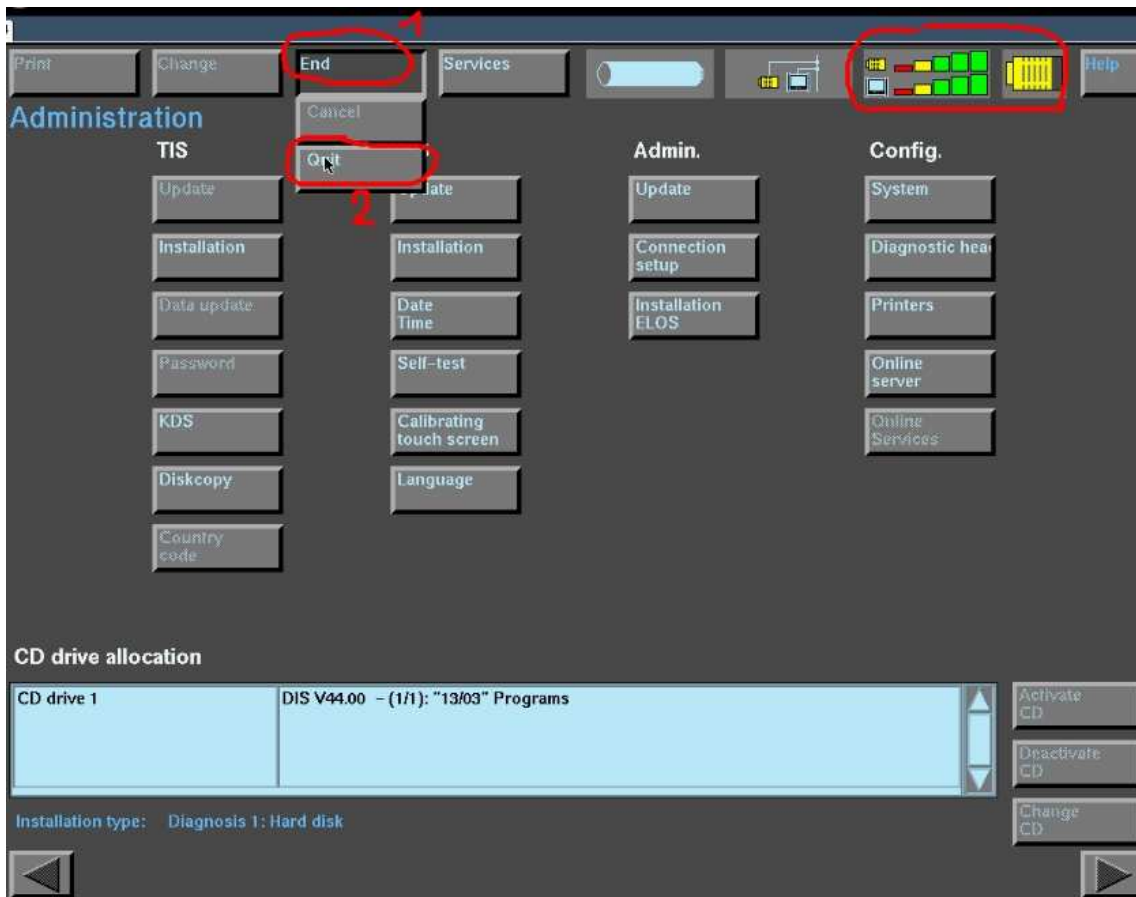 1
Print
Change
End
Services
Help
Cancel
Quit
2
Administration
TIS
Admin.
Config.
Update
Update
System
Installation
Installation
Connection
setup
Diagnostic hea
Data update
Date
Time
Installation
ELOS
Printers
Password
Self-test
Online
server
KDS
Calibrating
touch screen
Online
Services
Diskcopy
Language
Country
code
CD drive allocation
CD drive 1
DIS V44.00 - (1/1): "13/03" Programs
Activate
CD
Deactivate
CD
Change
CD
Installation type: Diagnosis 1: Hard disk